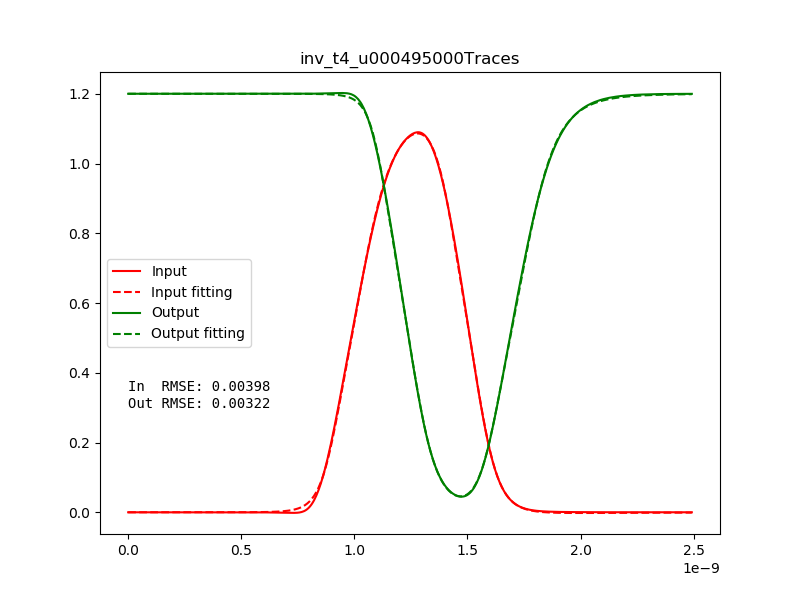 inv_t4_u000495000Traces
1.2
1.0
0.8
0.6
0.4
0.2
0.0
Input
Input fitting
Output
Output fitting
In  RMSE: 0.00398
Out RMSE: 0.00322
0.0 0.5 1.0 1.5 2.0 2.5
1e−9